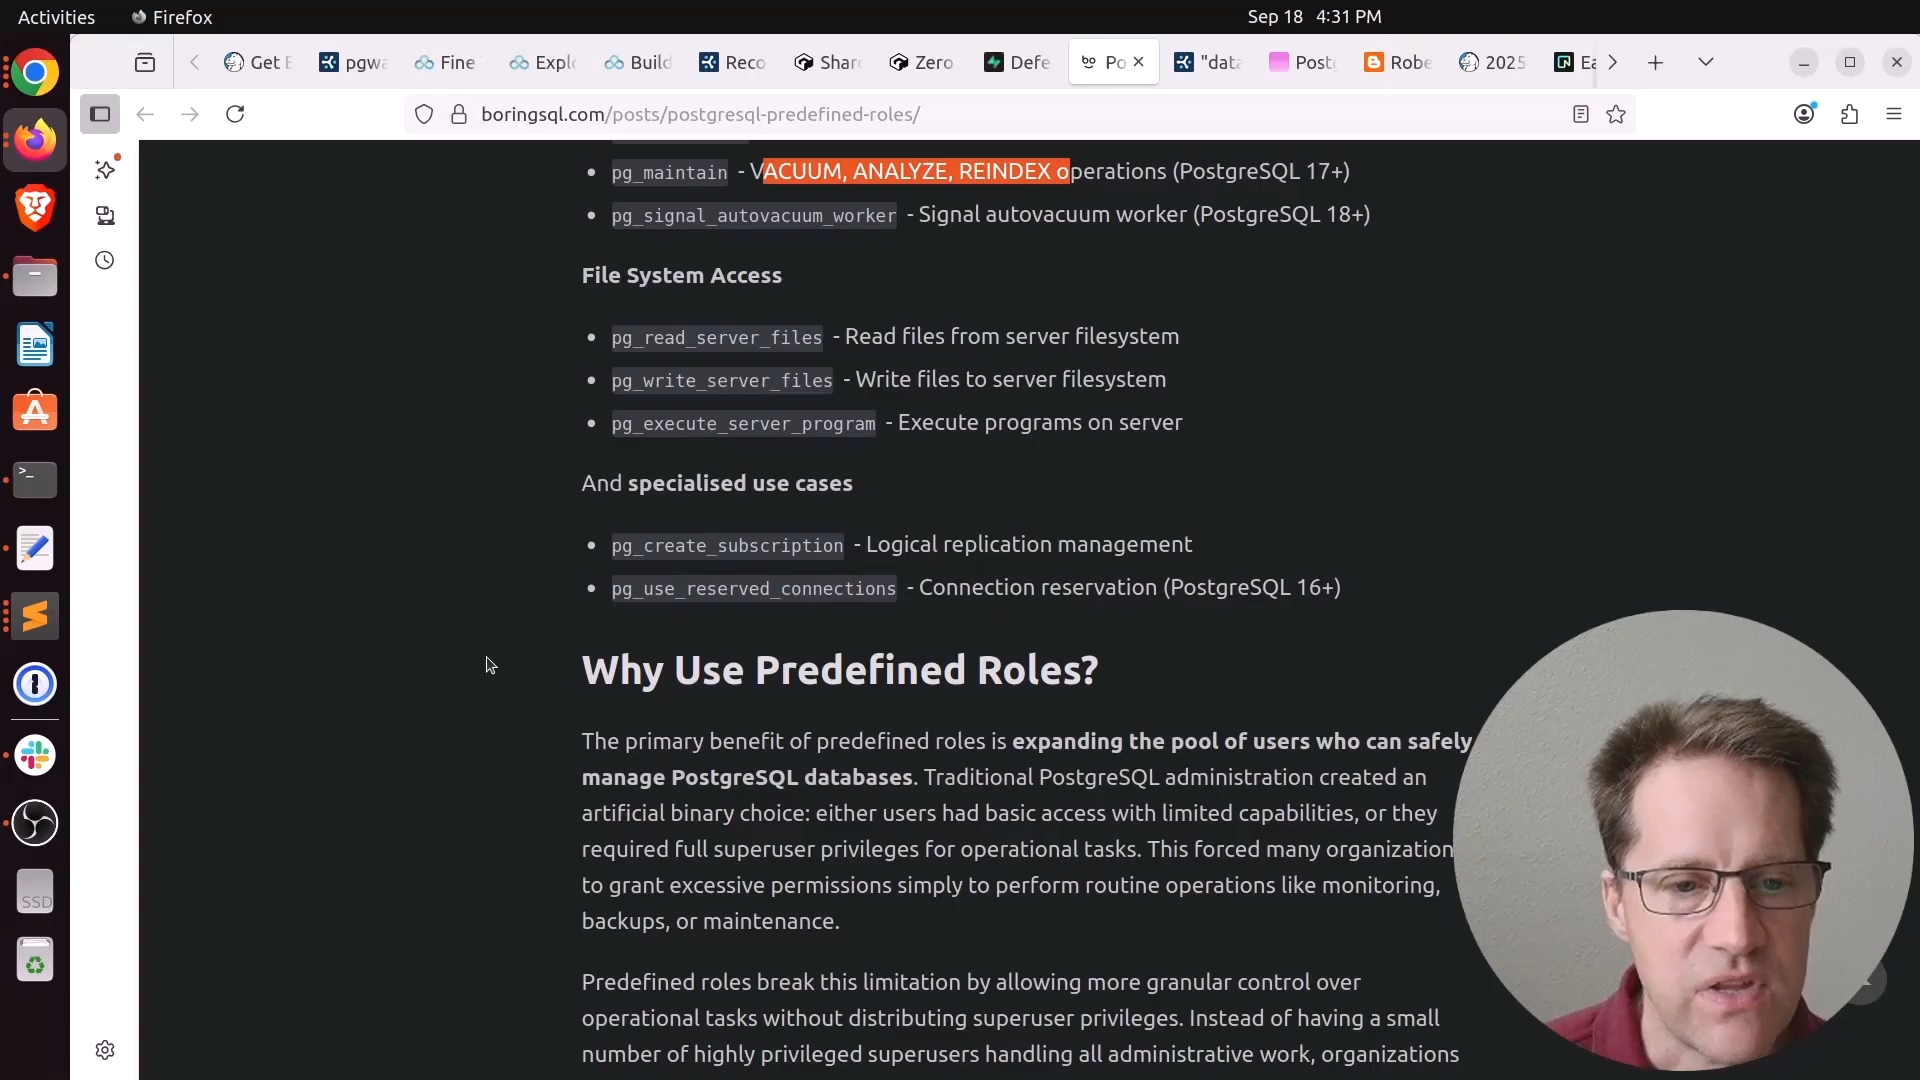 Activities
Firefox
Sep 18 4:31 PM
Get
pgwa
Fine
Explo
Build
Reco
Shar
Zero
Defe
Po
"data
Postg
Robe
2025
Ea
boringsql.com/posts/postgresql-predefined-roles/
pg_maintain - VACUUM, ANALYZE, REINDEX operations (PostgreSQL 17+)
pg_signal_autovacuum_worker - Signal autovacuum worker (PostgreSQL 18+)
File System Access
pg_read_server_files - Read files from server filesystem
pg_write_server_files - Write files to server filesystem
pg_execute_server_program - Execute programs on server
And specialised use cases
pg_create_subscription - Logical replication management
pg_use_reserved_connections - Connection reservation (PostgreSQL 16+)
Why Use Predefined Roles?
The primary benefit of predefined roles is expanding the pool of users who can safely
manage PostgreSQL databases. Traditional PostgreSQL administration created an
artificial binary choice: either users had basic access with limited capabilities, or they
required full superuser privileges for operational tasks. This forced many organization
to grant excessive permissions simply to perform routine operations like monitoring,
backups, or maintenance.
Predefined roles break this limitation by allowing more granular control over
operational tasks without distributing superuser privileges. Instead of having a small
number of highly privileged superusers handling all administrative work, organizations
SSD